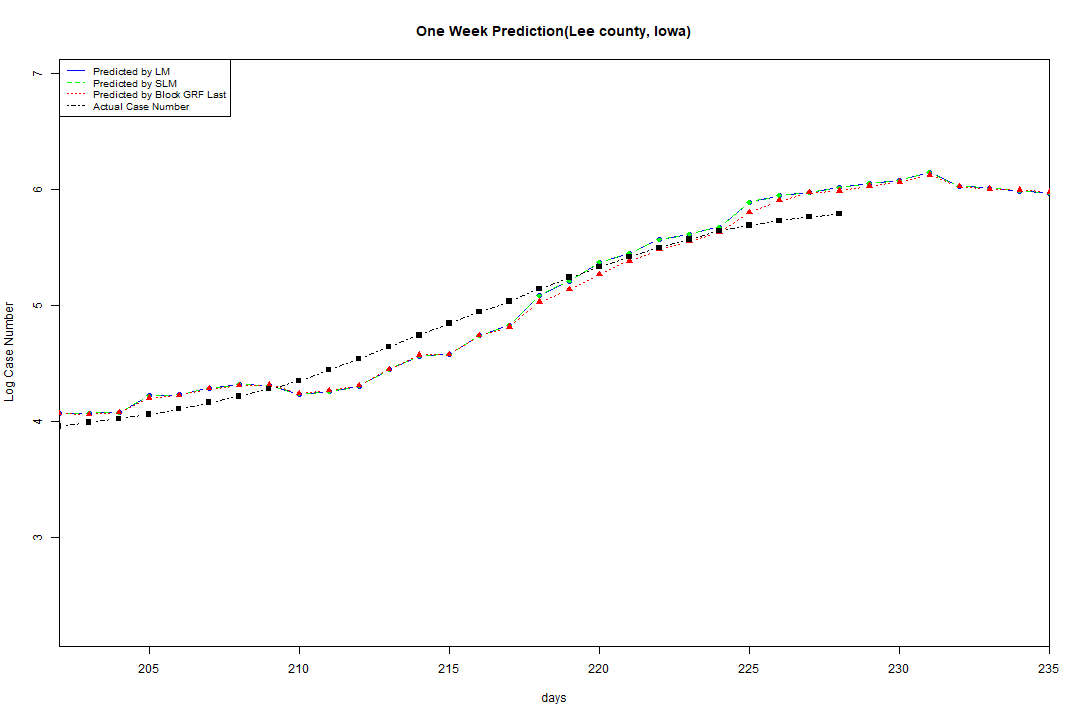 One Week Prediction(Lee county, Iowa)
Predicted by LM
Predicted by SLM
Predicted by Block GRF Last
Actual Case Number
7
6
5
4
3
Log Case Number
205 210 215 220 225 230 235
days